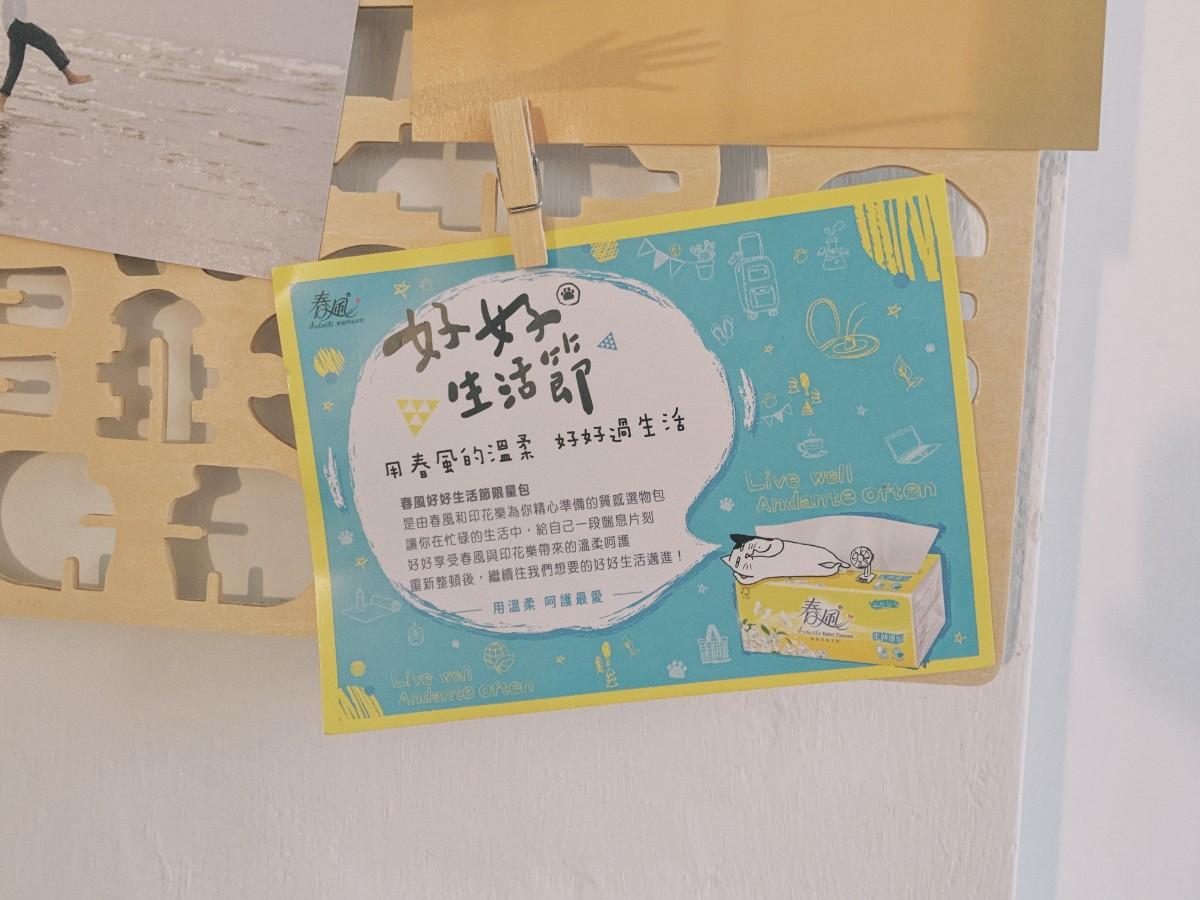 春風
Andante
好好
生活節
用春風的溫柔 好好過生活
春風好好生活節限量包
是由春風和印花樂為你精心準備的質感選物包
讓你在忙碌的生活中，給自己一段喘息片刻
好好享受春風與印花樂帶來的溫柔呵護
重新整頓後，繼續往我們想要的好好生活邁進！
用溫柔 呵護最愛
Live well
Andante often
春風
Andante Toilet Tissues
Live well
Andante often